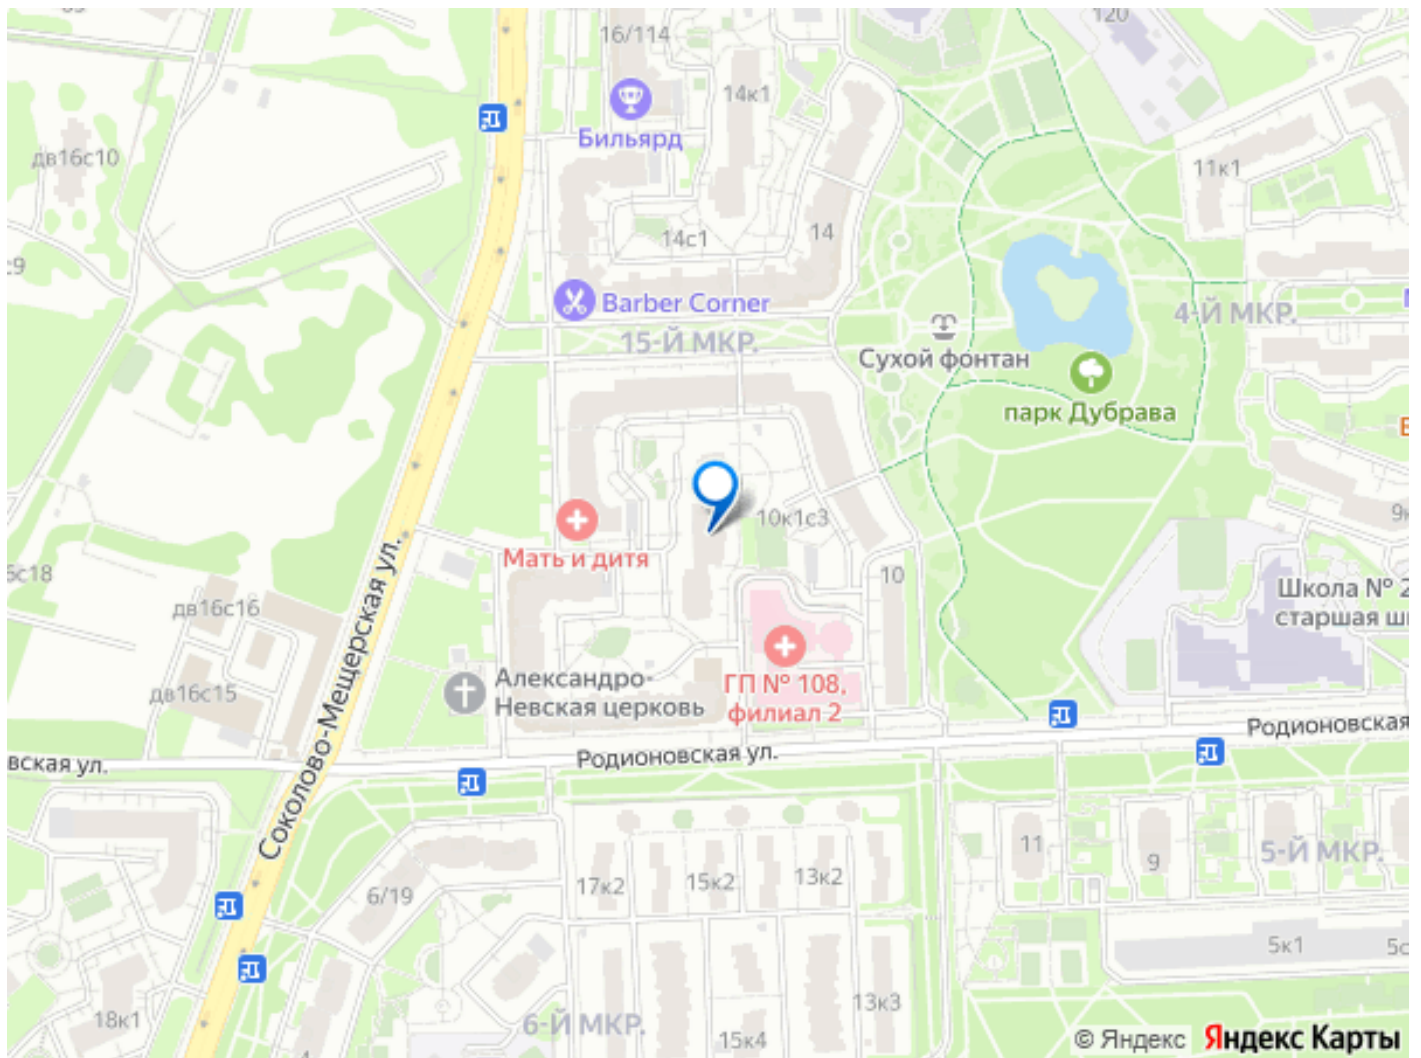 16/114
120
14к1
Бильярд
дв16с10
11к1
14с1
14
с9
Barber Corner
4-Й МКР.
15-Й МКР.
Сухой фонтан
парк Дубрава
10к1с3
Мать и дитя
Соколово-Мещерская ул.
10
Школа № 2
старшая ш
дв16с16
дв16с15
Александро-
Невская церковь
ГП № 108,
филиал 2
Родионовская
Родионовская ул.
вская ул.
11
9
5-Й МКР.
17к2
15к2
13к2
6/19
5к1
13к3
18к1
6-Й МКР.
15к4
© Яндекс Яндекс Карты